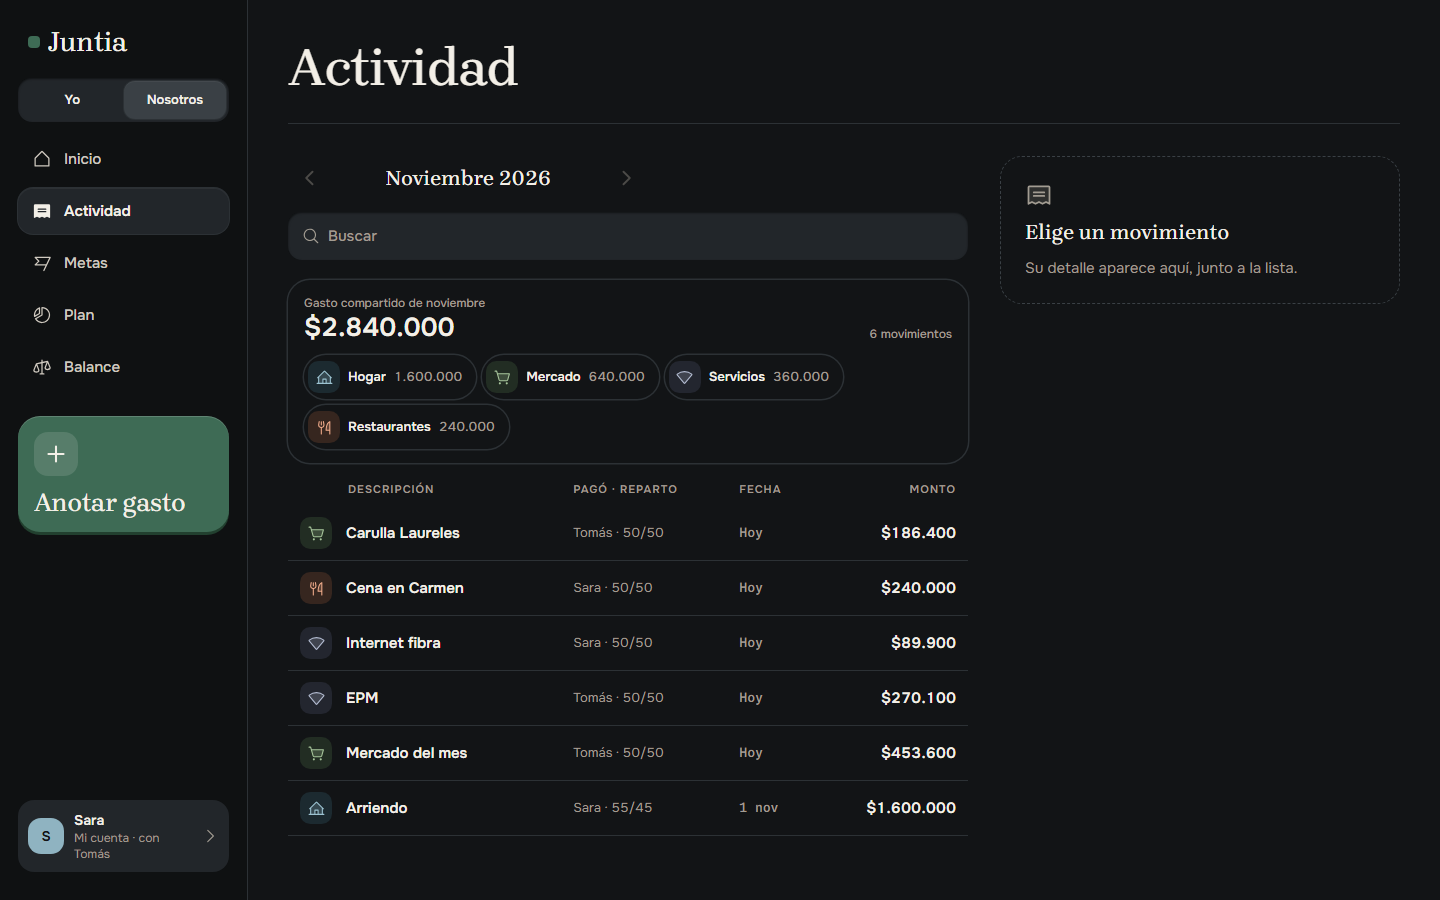 Juntia
Yo
Nosotros
Inicio
Actividad
Metas
Plan
Balance
Anotar gasto
S
Sara
Mi cuenta · con
Tomás
Actividad
Noviembre 2026
Buscar
Gasto compartido de noviembre
$2.840.000
6 movimientos
Hogar 1.600.000
Mercado 640.000
Servicios 360.000
Restaurantes 240.000
DESCRIPCIÓN PAGÓ · REPARTO FECHA MONTO
Carulla Laureles Tomás · 50/50 Hoy $186.400
Cena en Carmen Sara · 50/50 Hoy $240.000
Internet fibra Sara · 50/50 Hoy $89.900
EPM Tomás · 50/50 Hoy $270.100
Mercado del mes Tomás · 50/50 Hoy $453.600
Arriendo Sara · 55/45 1 nov $1.600.000
Elige un movimiento
Su detalle aparece aquí, junto a la lista.